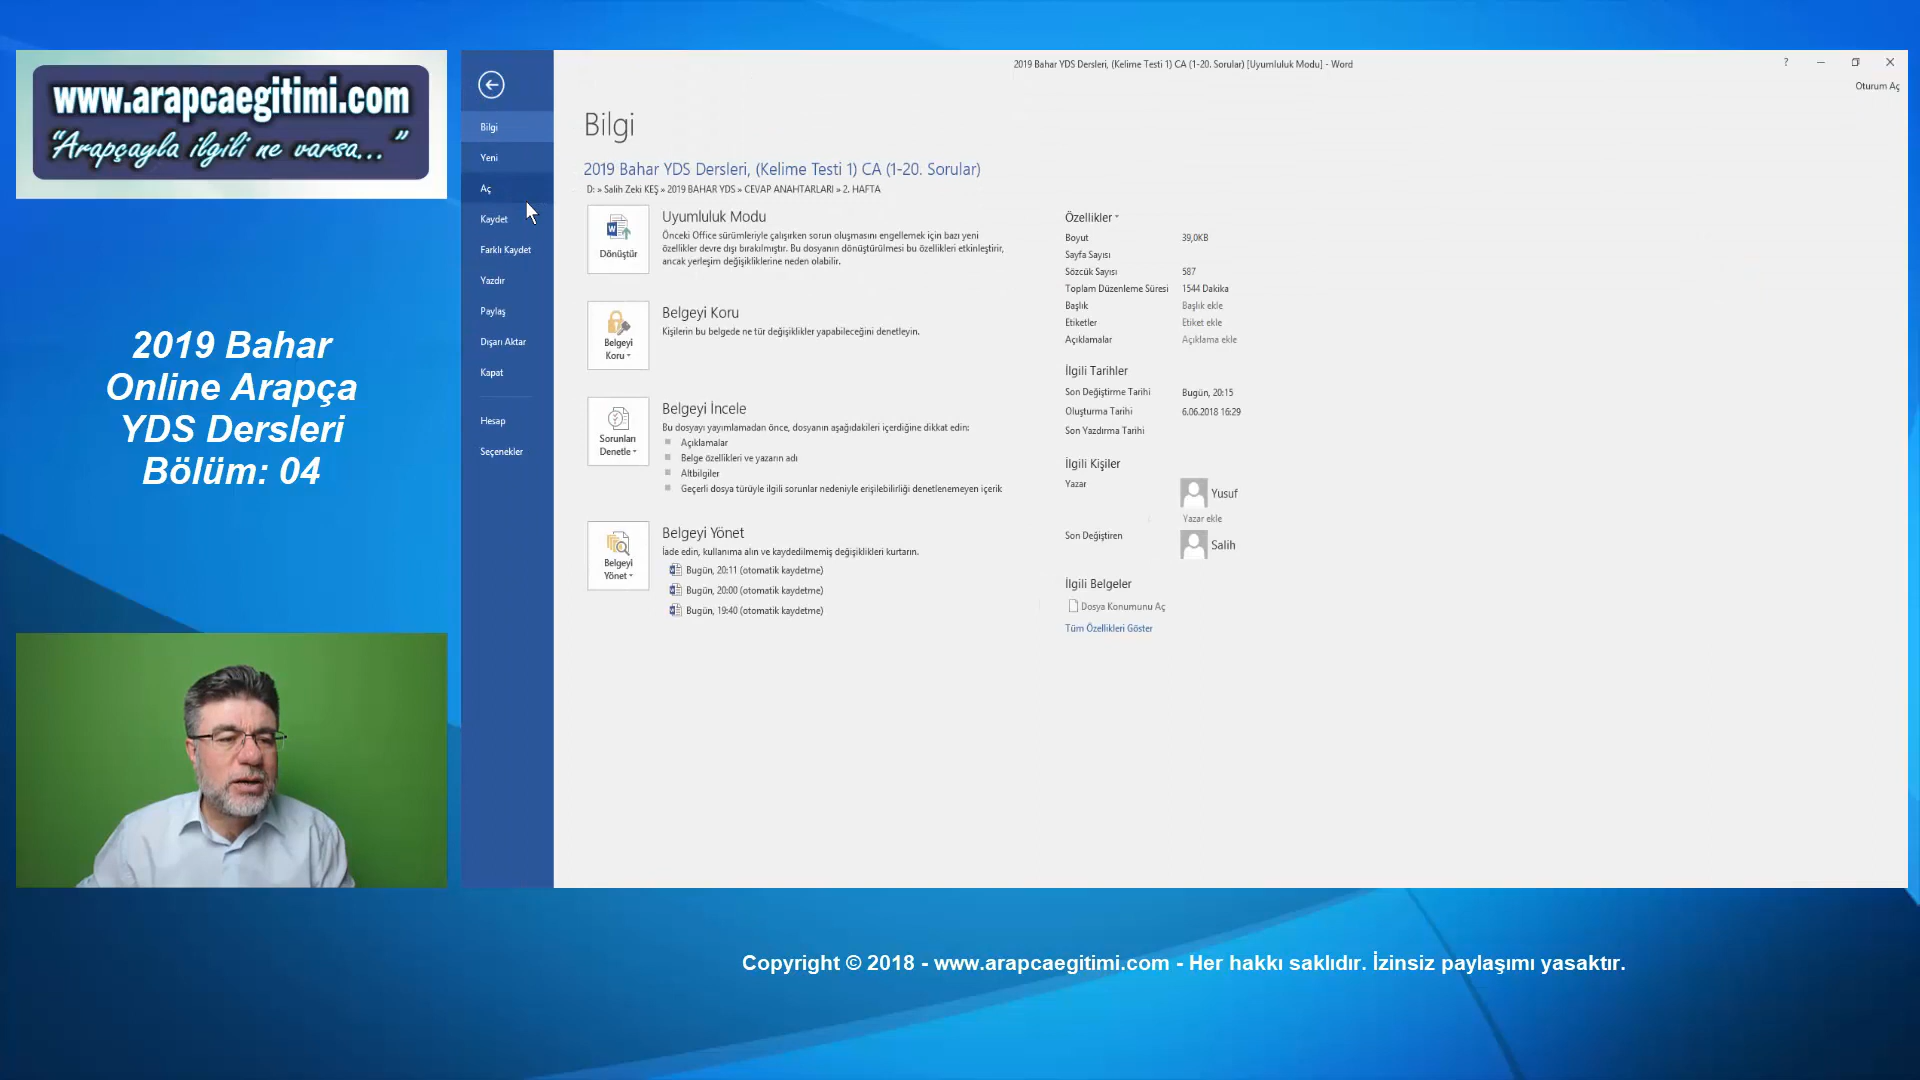 www.arapcaegitimi.com
"Arapçayla ilgili ne varsa..."
2019 Bahar
Online Arapça
YDS Dersleri
Bölüm: 04
2019 Bahar YDS Dersleri, (Kelime Testi 1) CA (1-20. Sorular) [Uyumluluk Modu] - Word
?
Oturum Aç
Bilgi
Yeni
Aç
Kaydet
Farklı Kaydet
Yazdır
Paylaş
Dışarı Aktar
Kapat
Hesap
Seçenekler
Bilgi
2019 Bahar YDS Dersleri, (Kelime Testi 1) CA (1-20. Sorular)
D: » Salih Zeki KEŞ » 2019 BAHAR YDS » CEVAP ANAHTARLARI » 2. HAFTA
Dönüştür
Uyumluluk Modu
Önceki Office sürümleriyle çalışırken sorun oluşmasını engellemek için bazı yeni
özellikler devre dışı bırakılmıştır. Bu dosyanın dönüştürülmesi bu özellikleri etkinleştirir,
ancak yerleşim değişikliklerine neden olabilir.
Belgeyi
Koru
Belgeyi Koru
Kişilerin bu belgede ne tür değişiklikler yapabileceğini denetleyin.
Sorunları
Denetle
Belgeyi İncele
Bu dosyayı yayımlamadan önce, dosyanın aşağıdakileri içerdiğine dikkat edin:
Açıklamalar
Belge özellikleri ve yazarın adı
Altbilgiler
Geçerli dosya türüyle ilgili sorunlar nedeniyle erişilebilirliği denetlenemeyen içerik
Belgeyi
Yönet
Belgeyi Yönet
İade edin, kullanıma alın ve kaydedilmemiş değişiklikleri kurtarın.
Bugün, 20:11 (otomatik kaydetme)
Bugün, 20:00 (otomatik kaydetme)
Bugün, 19:40 (otomatik kaydetme)
Özellikler
Boyut 39,0KB
Sayfa Sayısı
Sözcük Sayısı 587
Toplam Düzenleme Süresi 1544 Dakika
Başlık Başlık ekle
Etiketler Etiket ekle
Açıklamalar Açıklama ekle
İlgili Tarihler
Son Değiştirme Tarihi Bugün, 20:15
Oluşturma Tarihi 6.06.2018 16:29
Son Yazdırma Tarihi
İlgili Kişiler
Yazar Yusuf
Yazar ekle
Son Değiştiren Salih
İlgili Belgeler
Dosya Konumunu Aç
Tüm Özellikleri Göster
Copyright © 2018 - www.arapcaegitimi.com - Her hakkı saklıdır. İzinsiz paylaşımı yasaktır.